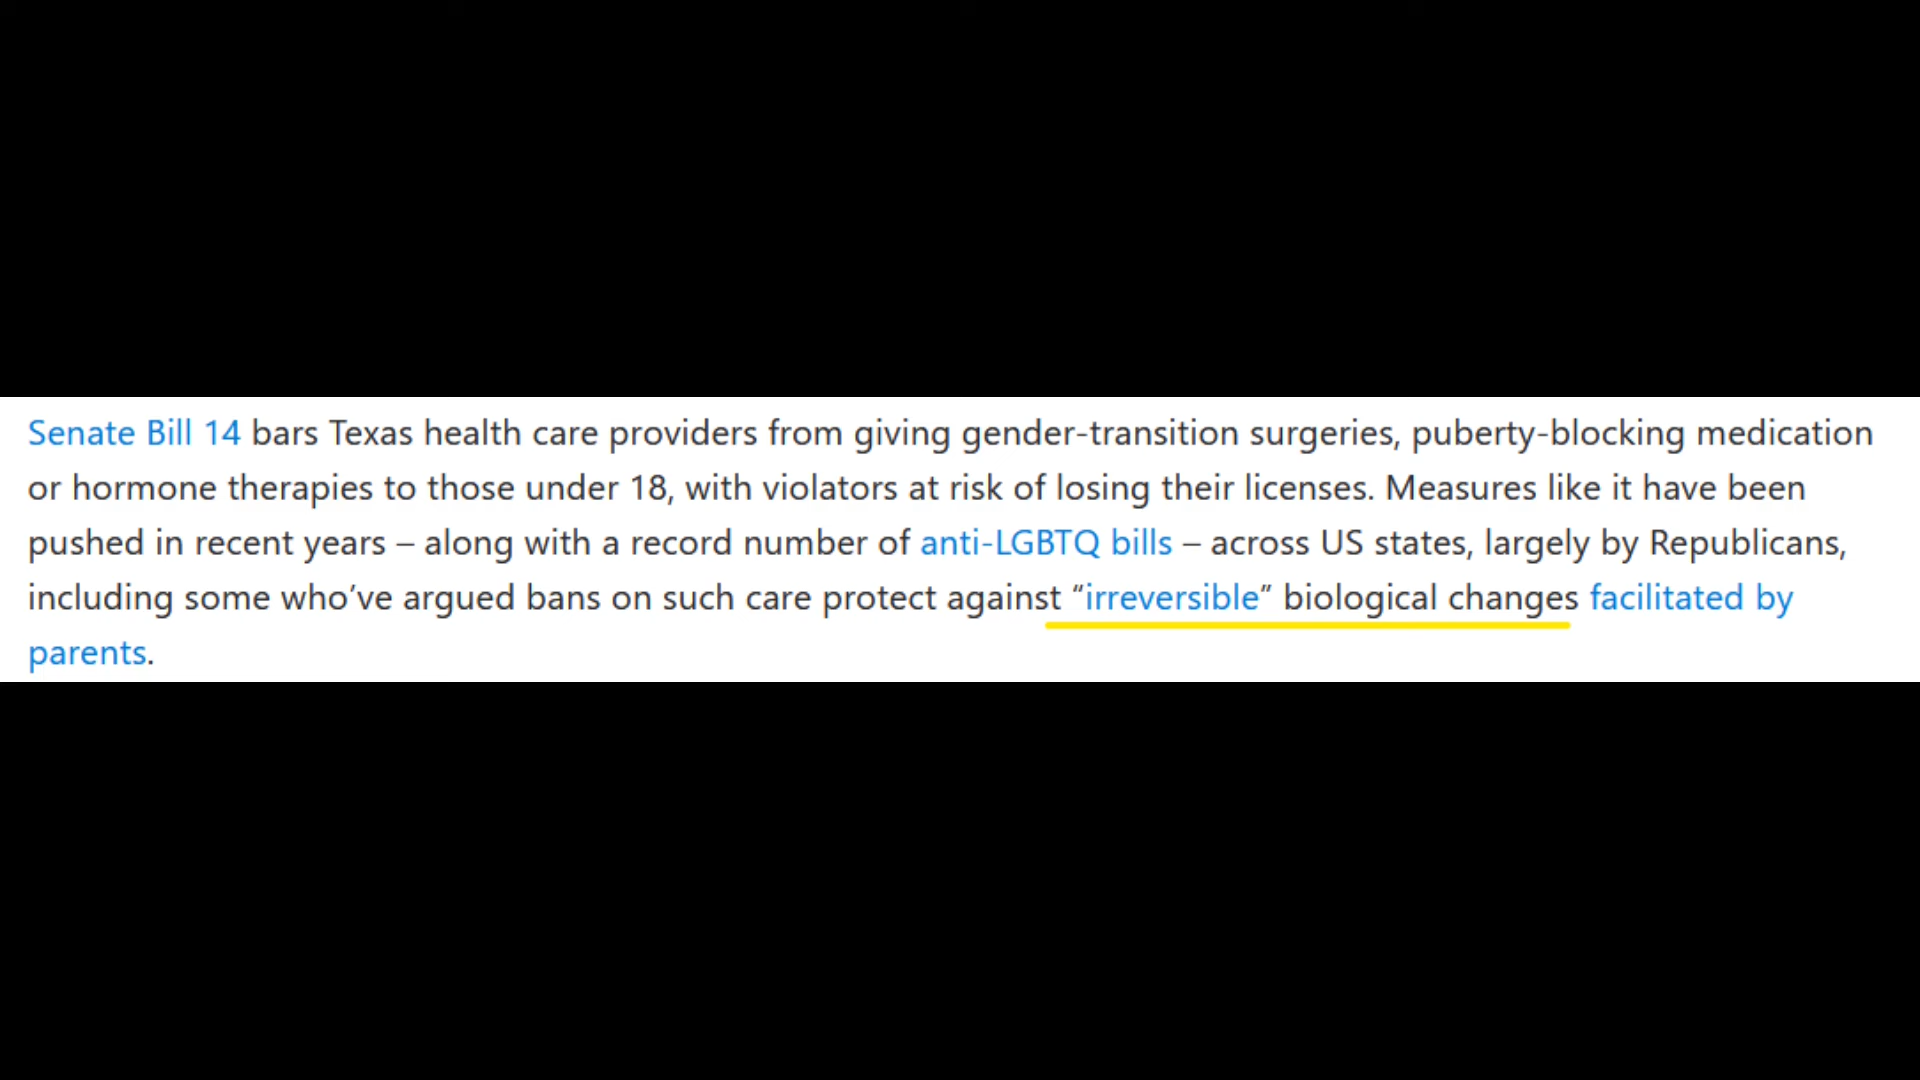 Senate Bill 14 bars Texas health care providers from giving gender-transition surgeries, puberty-blocking medication
or hormone therapies to those under 18, with violators at risk of losing their licenses. Measures like it have been
pushed in recent years – along with a record number of anti-LGBTQ bills – across US states, largely by Republicans,
including some who’ve argued bans on such care protect against “irreversible” biological changes facilitated by
parents.